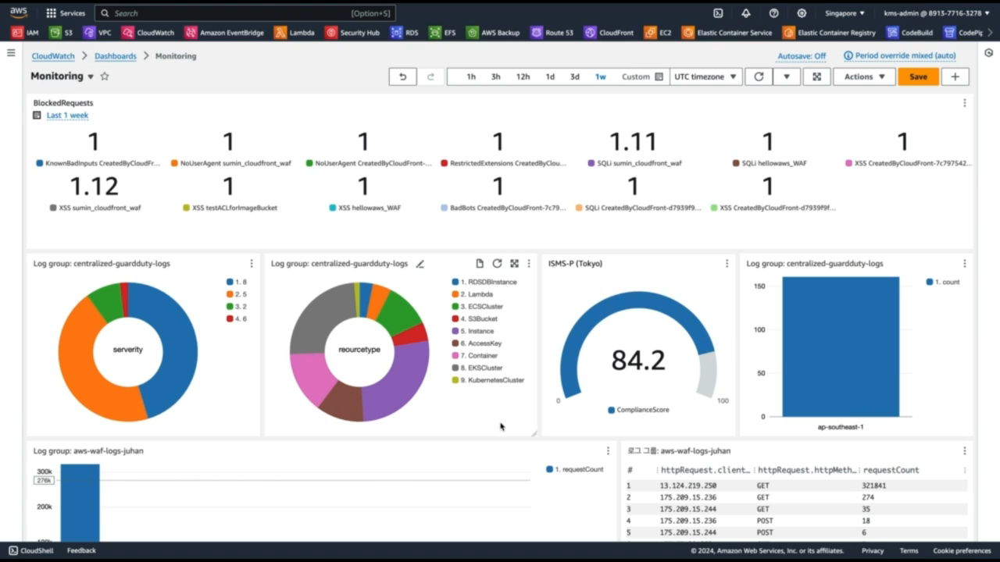 aws Services Search [Option+S] Singapore ▼ kms-admin @ 8913-7716-3278 ▼
IAM S3 VPC CloudWatch Amazon EventBridge Lambda Security Hub RDS EFS AWS Backup Route 53 CloudFront EC2 Elastic Container Service Elastic Container Registry CodeBuild CodePip
CloudWatch > Dashboards > Monitoring Autosave: Off Period override mixed (auto)
Monitoring ▼ 1h 3h 12h 1d 3d 1w Custom UTC timezone ▼ Actions ▼ Save +
BlockedRequests
Last 1 week
1 1 1 1 1.11 1 1
KnownBadInputs CreatedByCloudFr... NoUserAgent sumin_cloudfront_waf NoUserAgent CreatedByCloudFront-... RestrictedExtensions CreatedByClou... SQLi sumin_cloudfront_waf SQLi hellowaws_WAF XSS CreatedByCloudFront-7c797542...
1.12 1 1 1 1 1
XSS sumin_cloudfront_waf XSS testACLforImageBucket XSS hellowaws_WAF BadBots CreatedByCloudFront-7c79... SQLi CreatedByCloudFront-d7939f9... XSS CreatedByCloudFront-d7939f9f...
Log group: centralized-guardduty-logs
1. 8
2. 5
3. 2
4. 6
serverity
Log group: centralized-guardduty-logs
1. RDSDBInstance
2. Lambda
3. ECSCluster
4. S3Bucket
5. Instance
6. AccessKey
7. Container
8. EKSCluster
9. KubernetesCluster
reourcetype
ISMS-P (Tokyo)
84.2
0 100
ComplianceScore
Log group: centralized-guardduty-logs
150
100
50
0
1. count
ap-southeast-1
Log group: aws-waf-logs-juhan
300k
276k
200k
1. requestCount
로그 그룹: aws-waf-logs-juhan
# httpRequest.client... httpRequest.httpMeth... requestCount
1 13.124.219.250 GET 321841
2 175.209.15.236 GET 274
3 175.209.15.244 GET 35
4 175.209.15.236 POST 18
5 175.209.15.244 POST 6
CloudShell Feedback © 2024, Amazon Web Services, Inc. or its affiliates. Privacy Terms Cookie preferences